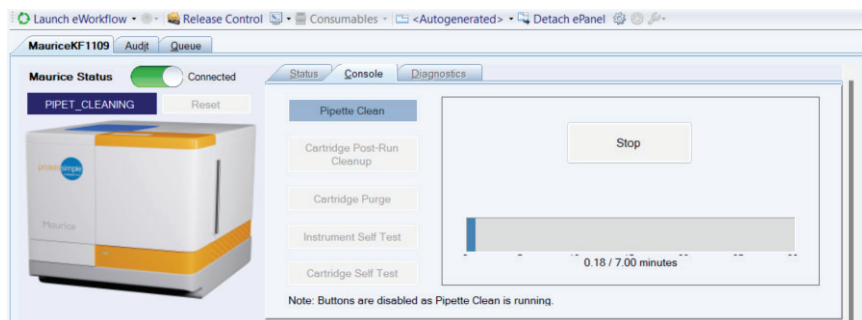 Launch eWorkflow Release Control Consumables <Autogenerated> Detach ePanel
MauriceKF1109 Audit Queue
Maurice Status Connected
Status Console Diagnostics
PIPET_CLEANING Reset
Pipette Clean
Stop
Cartridge Post-Run
Cleanup
protein simple
Cartridge Purge
Maurice
Instrument Self Test
0.18 / 7.00 minutes
Cartridge Self Test
Note: Buttons are disabled as Pipette Clean is running.